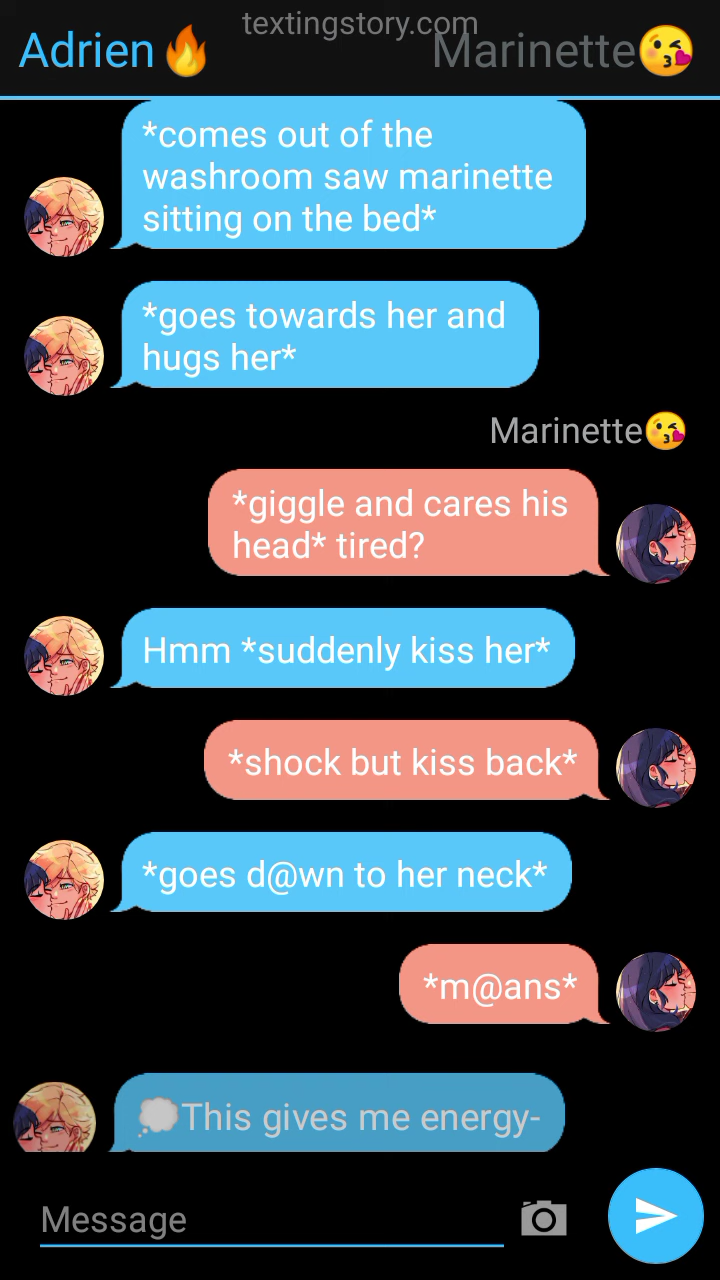 textingstory.com
Adrien🔥 Marinette😘
*comes out of the
washroom saw marinette
sitting on the bed*
*goes towards her and
hugs her*
Marinette😘
*giggle and cares his
head* tired?
Hmm *suddenly kiss her*
*shock but kiss back*
*goes d@wn to her neck*
*m@ans*
💭This gives me energy-
Message